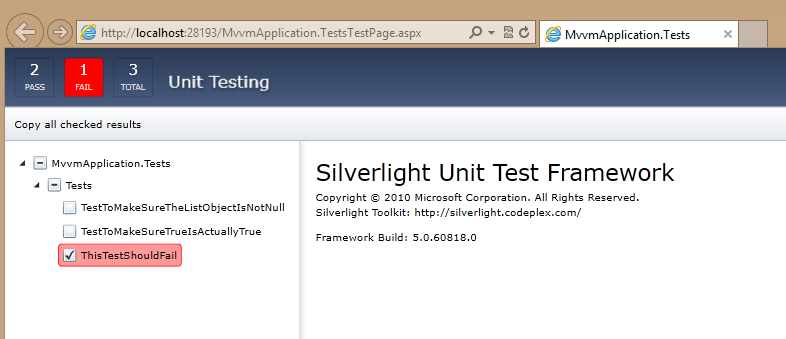 http://localhost:28193/MvvmApplication.TestsTestPage.aspx
MvvmApplication.Tests
2
PASS
1
FAIL
3
TOTAL
Unit Testing
Copy all checked results
MvvmApplication.Tests
Tests
TestToMakeSureTheListObjectIsNotNull
TestToMakeSureTrueIsActuallyTrue
ThisTestShouldFail
Silverlight Unit Test Framework
Copyright © 2010 Microsoft Corporation. All Rights Reserved.
Silverlight Toolkit: http://silverlight.codeplex.com/
Framework Build: 5.0.60818.0